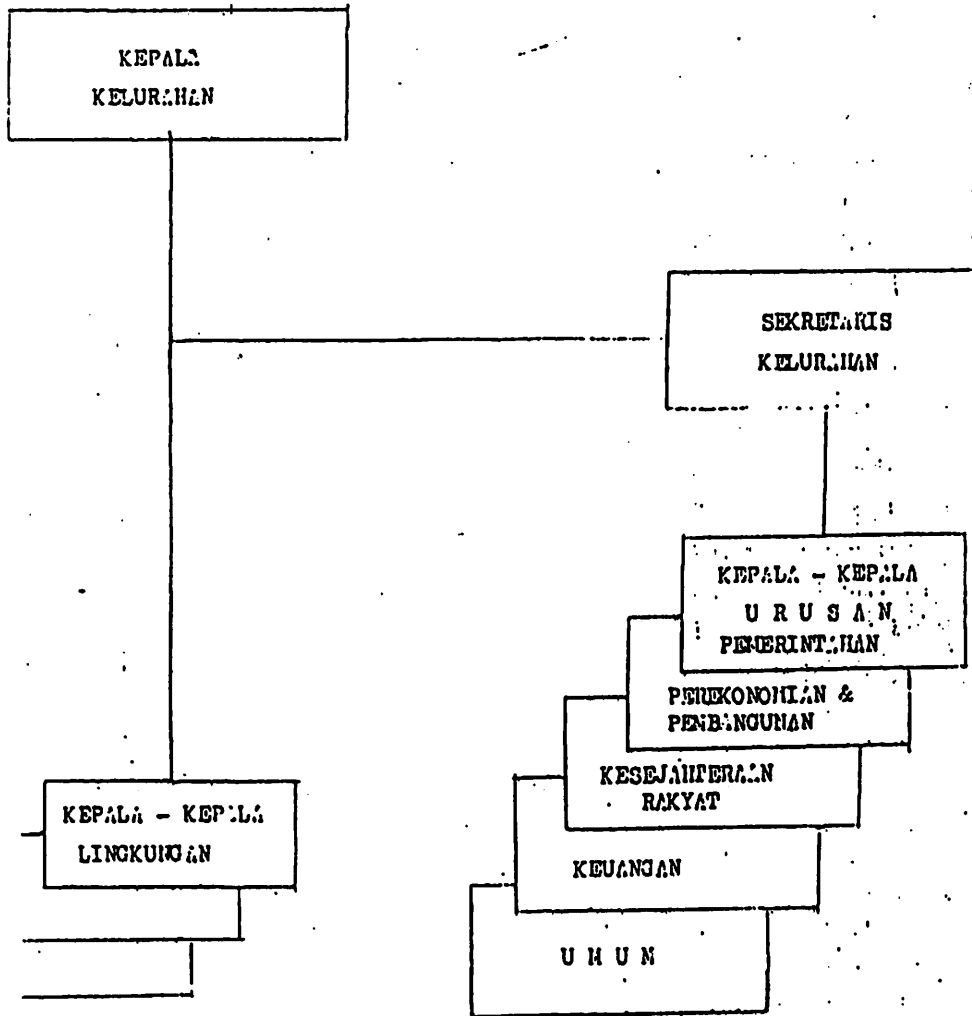 KEPALA
KELURAHAN
SEKRETARIS
KELURAHAN
KEPALA - KEPALA
U R U S A N
PEMERINTAHAN
PEREKONOMIAN &
PEMBANGUNAN
KESEJAHTERAAN
RAKYAT
KEPALA - KEPALA
LINGKUNGAN
KEUANGAN
U M U M